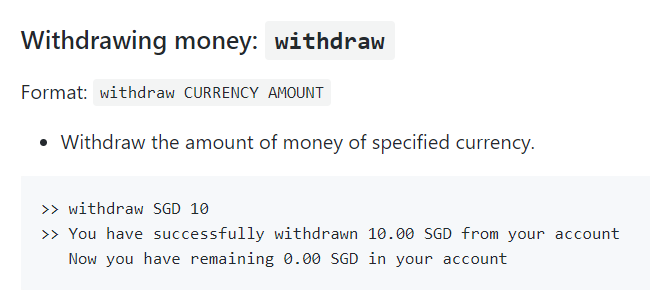 Withdrawing money: withdraw
Format: withdraw CURRENCY AMOUNT
• Withdraw the amount of money of specified currency.
>> withdraw SGD 10
>> You have successfully withdrawn 10.00 SGD from your account
Now you have remaining 0.00 SGD in your account